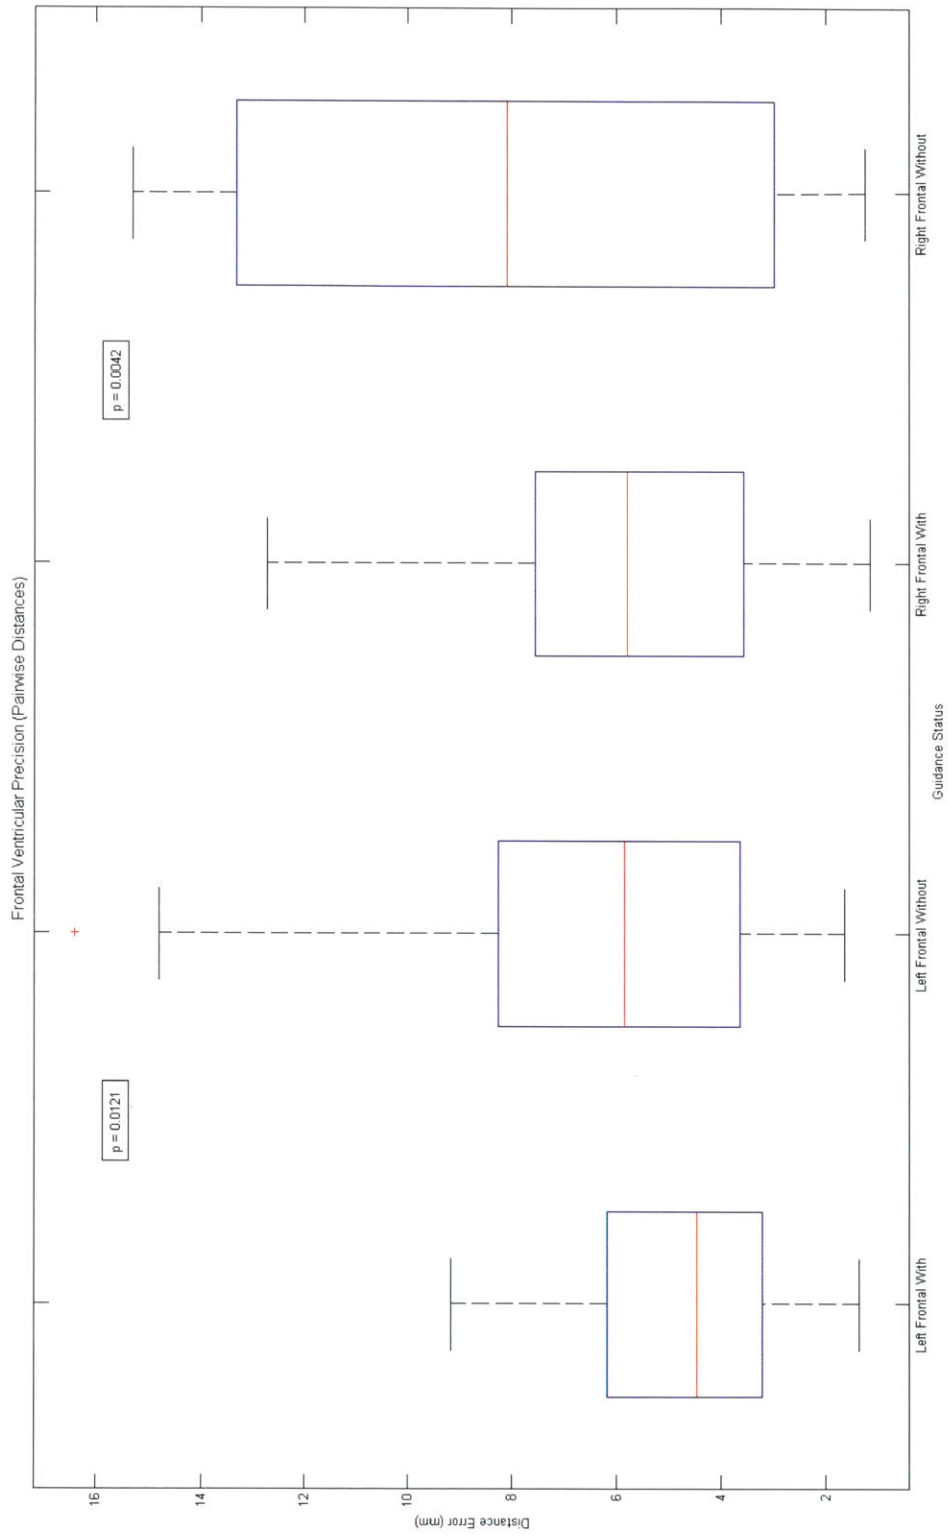 Frontal Ventricular Precision (Pairwise Distances)
Distance Error (mm)
16
14
12
10
8
6
4
2
p = 0.0121
p = 0.0042
Left Frontal With
Left Frontal Without
Right Frontal With
Right Frontal Without
Guidance Status